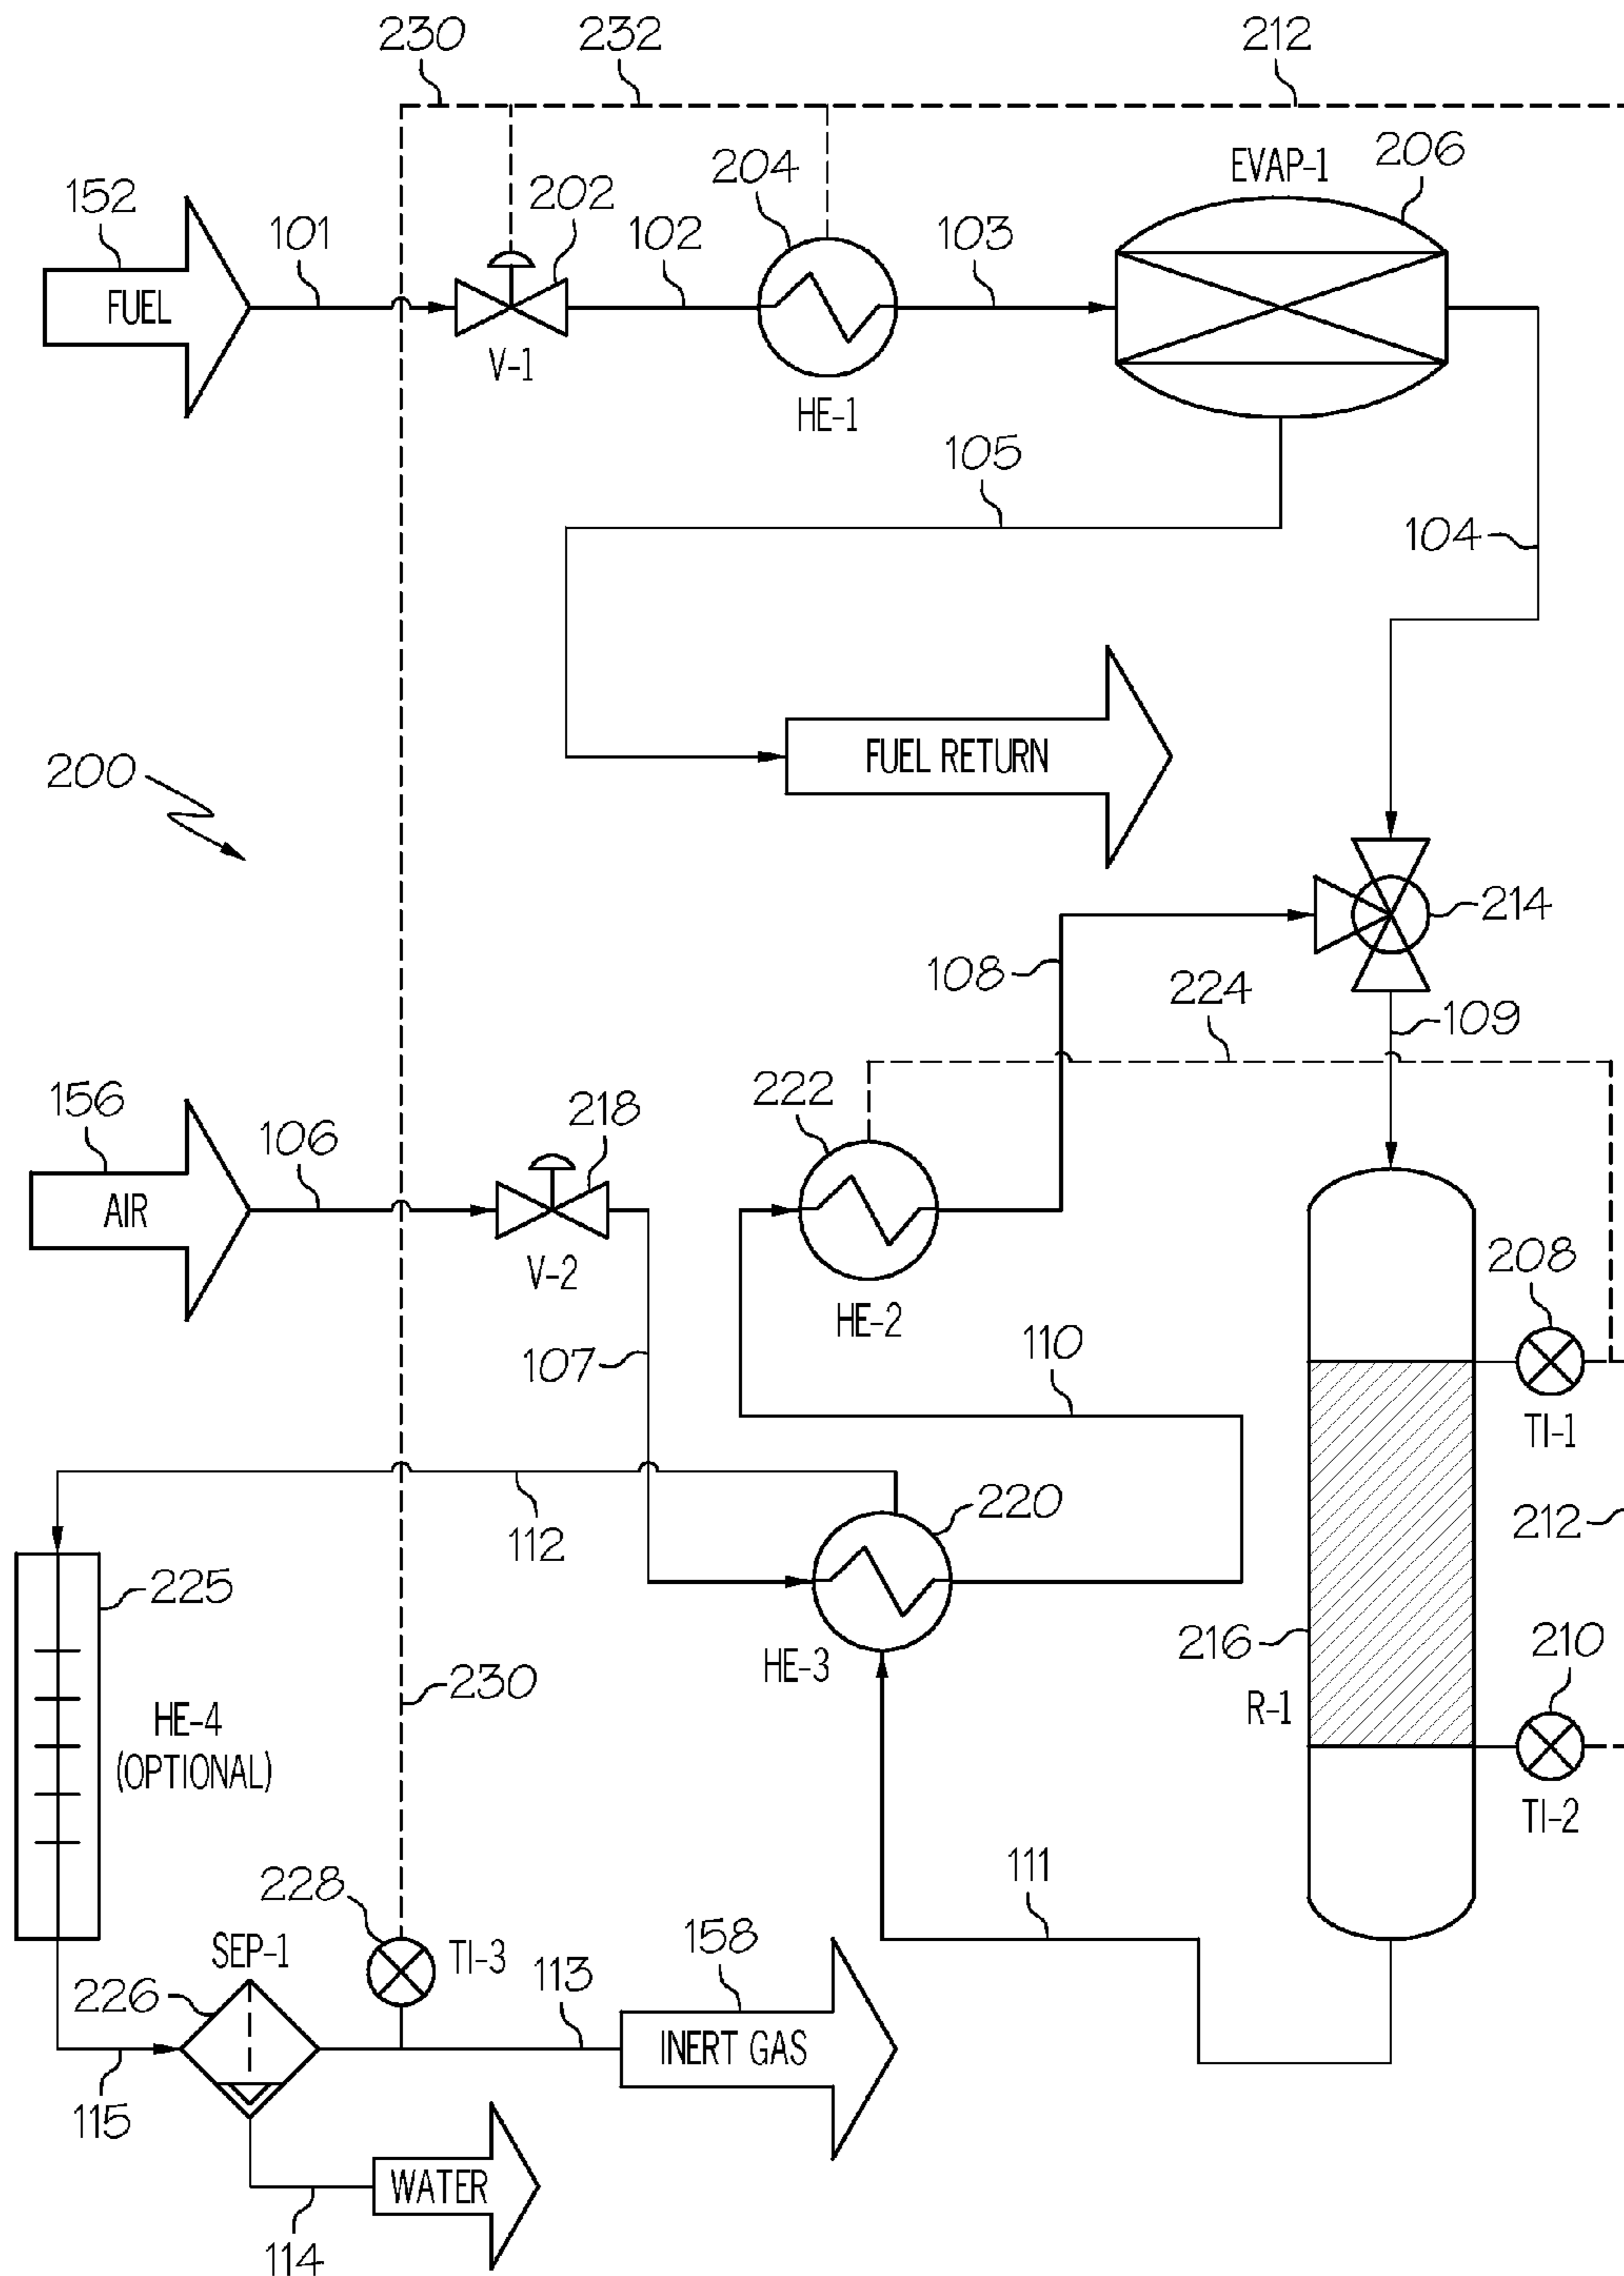 230
232
212
152
FUEL
101
202
V-1
102
204
HE-1
103
EVAP-1
206
105
104
FUEL RETURN
200
214
108
224
109
156
AIR
106
218
V-2
222
HE-2
208
TI-1
107
110
112
220
HE-3
212
225
HE-4
(OPTIONAL)
230
216
R-1
210
TI-2
228
TI-3
111
SEP-1
226
113
158
INERT GAS
115
WATER
114